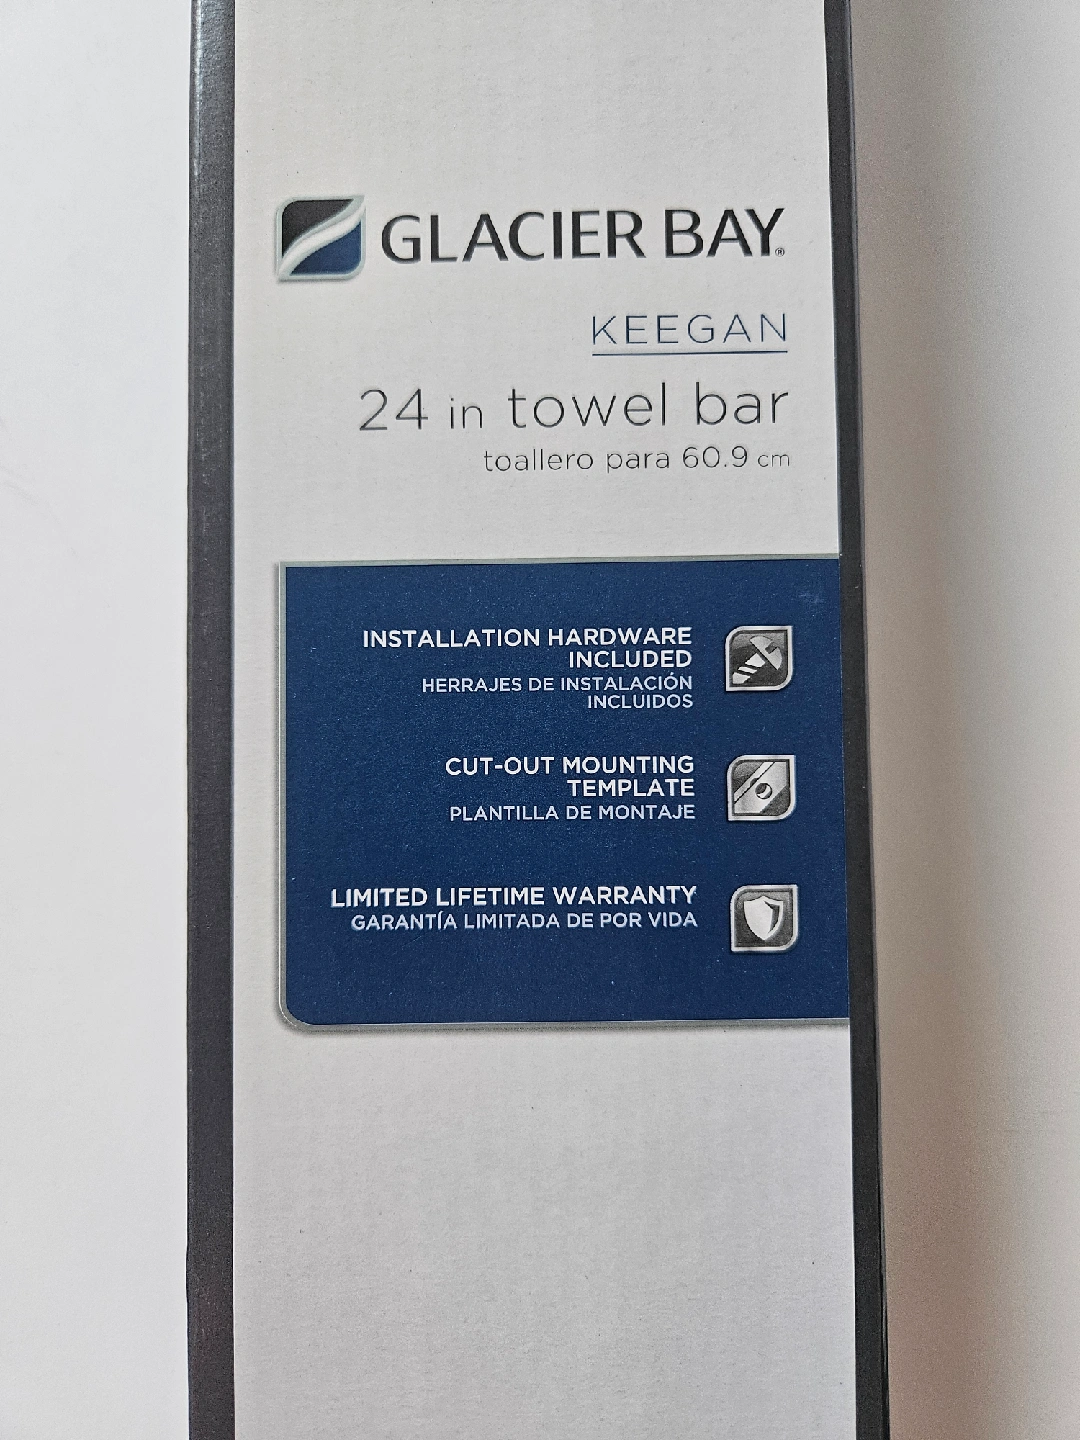 GLACIER BAY®
KEEGAN
24 in towel bar
toallero para 60.9 cm
INSTALLATION HARDWARE
INCLUDED
HERRAJES DE INSTALACIÓN
INCLUIDOS
CUT-OUT MOUNTING
TEMPLATE
PLANTILLA DE MONTAJE
LIMITED LIFETIME WARRANTY
GARANTÍA LIMITADA DE POR VIDA